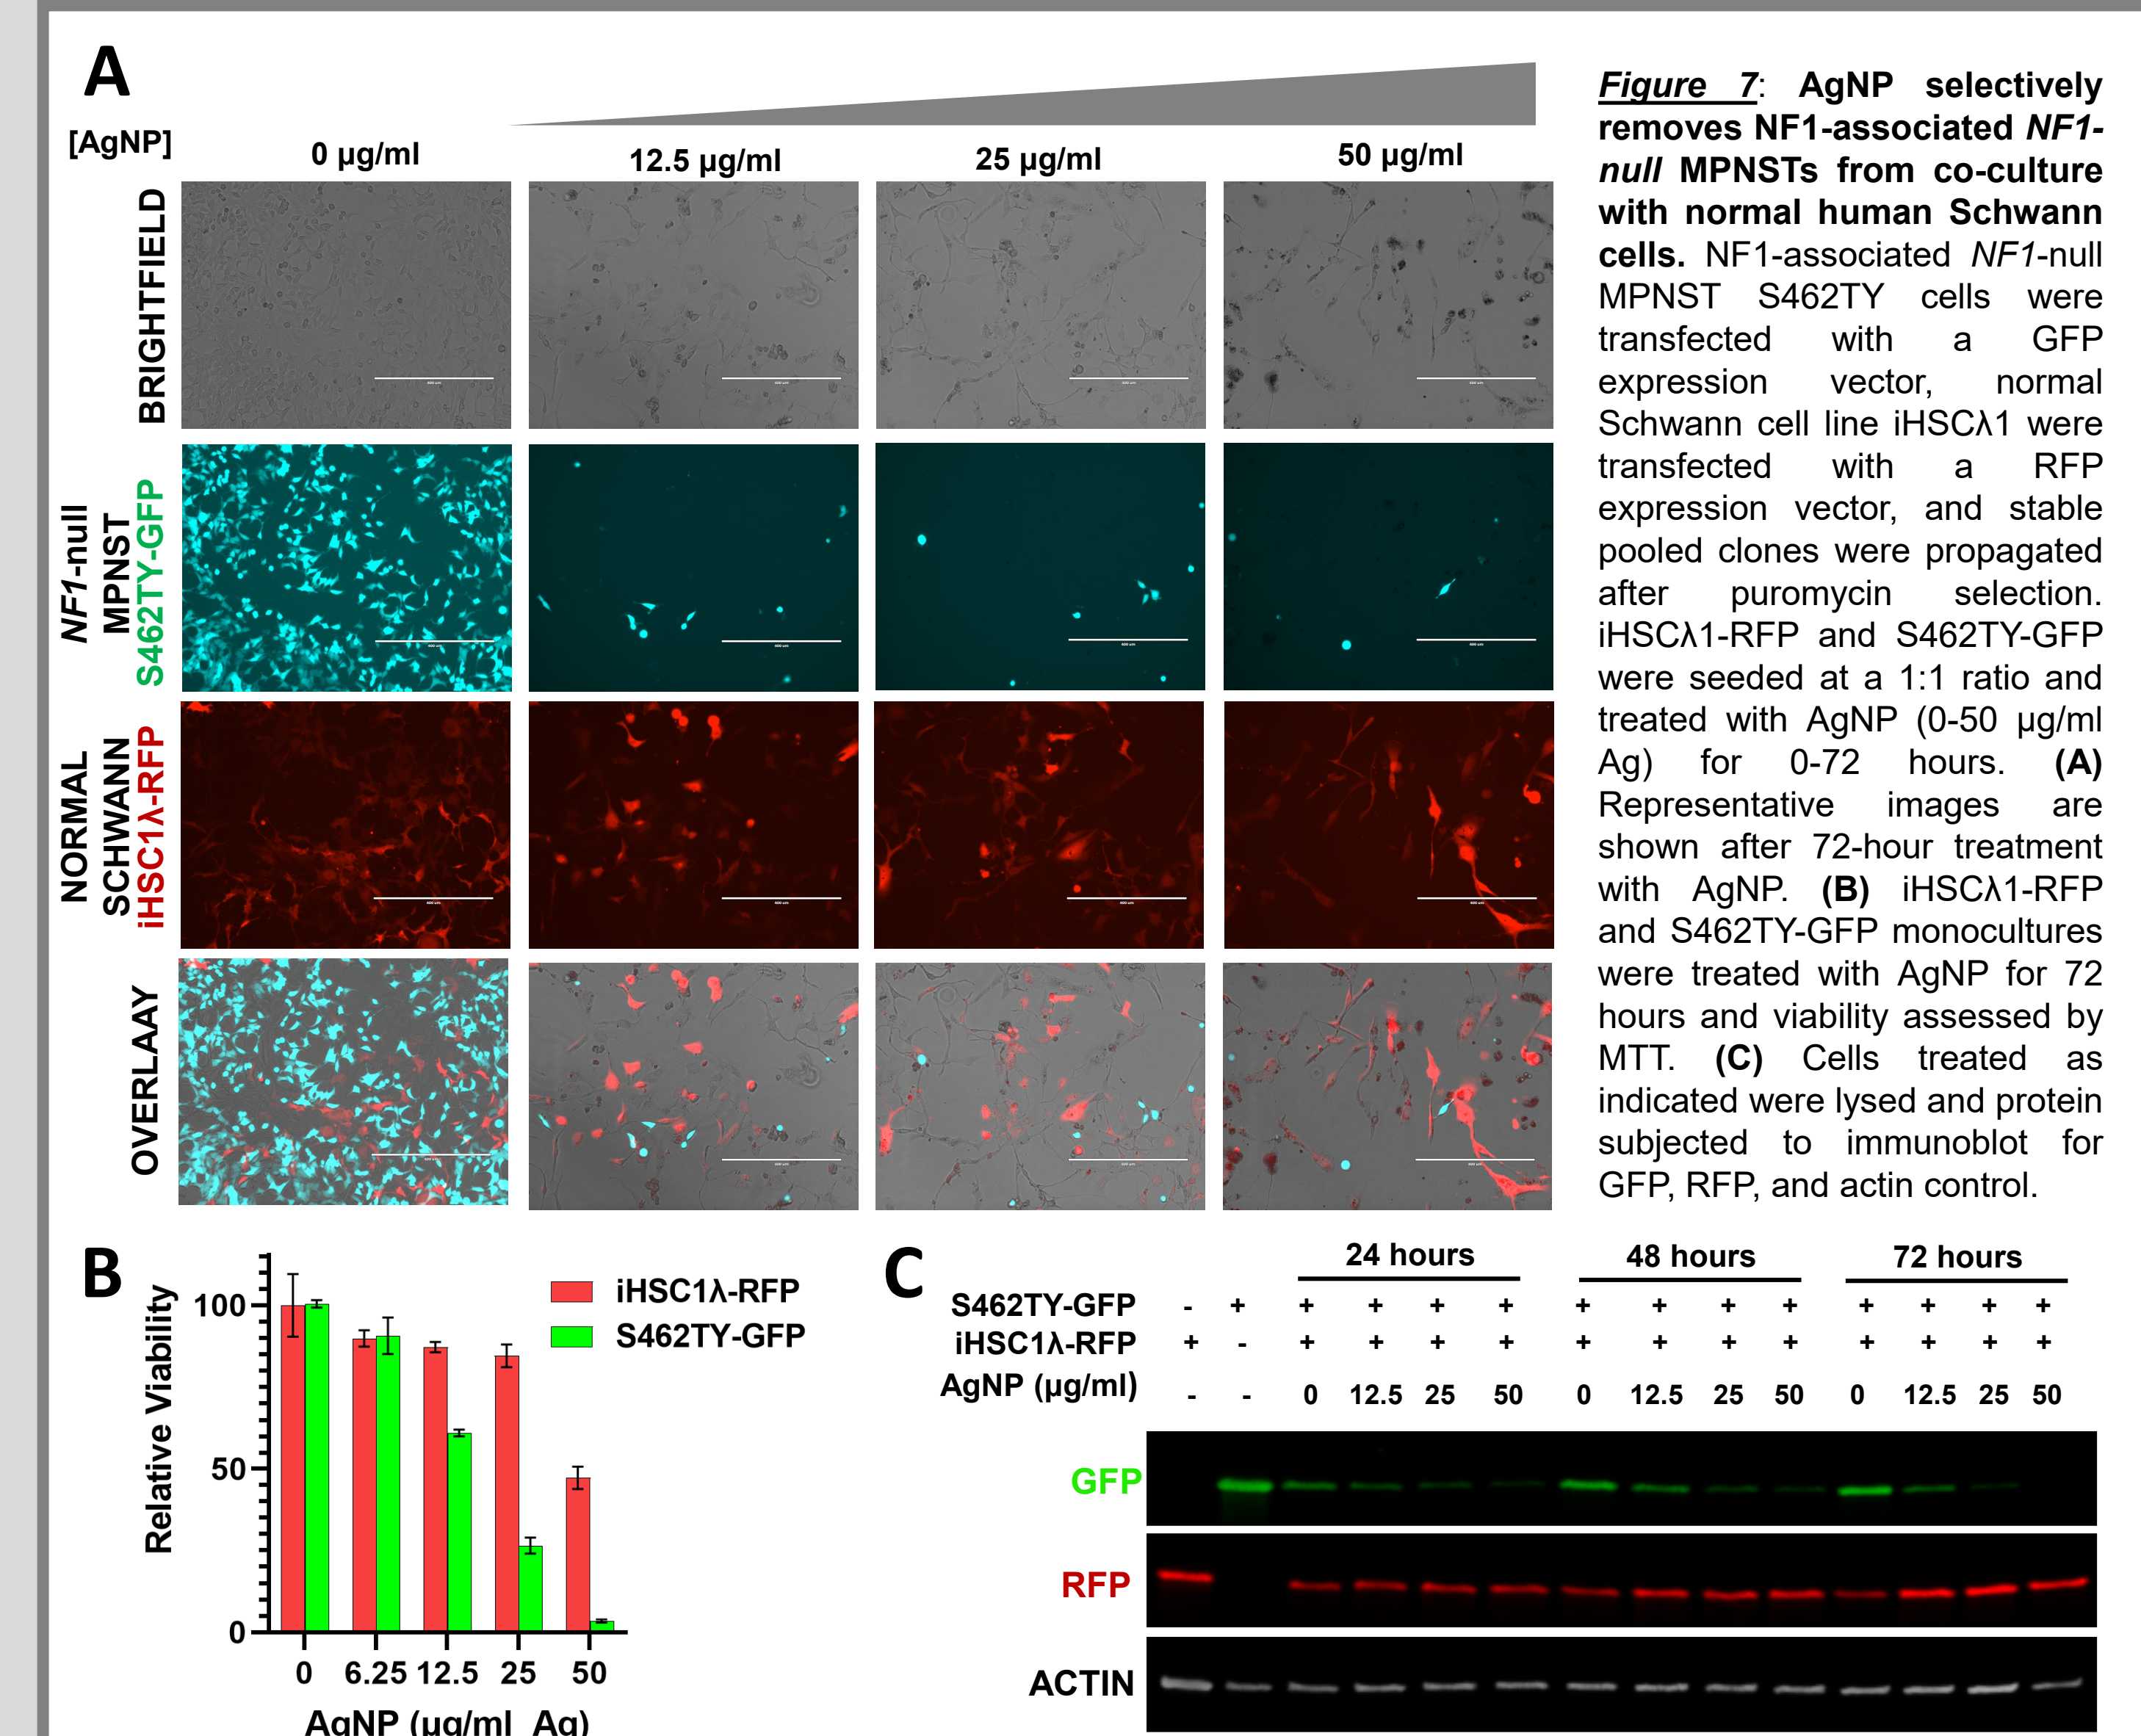 A
[AgNP]
0 µg/ml
12.5 µg/ml
25 µg/ml
50 µg/ml
BRIGHTFIELD
NF1-null
MPNST
S462TY-GFP
NORMAL
SCHWANN
iHSC1λ-RFP
OVERLAAY
Figure 7: AgNP selectively
removes NF1-associated NF1-
null MPNSTs from co-culture
with normal human Schwann
cells. NF1-associated NF1-null
MPNST S462TY cells were
transfected with a GFP
expression vector, normal
Schwann cell line iHSCλ1 were
transfected with a RFP
expression vector, and stable
pooled clones were propagated
after puromycin selection.
iHSCλ1-RFP and S462TY-GFP
were seeded at a 1:1 ratio and
treated with AgNP (0-50 µg/ml
Ag) for 0-72 hours. (A)
Representative images are
shown after 72-hour treatment
with AgNP. (B) iHSCλ1-RFP
and S462TY-GFP monocultures
were treated with AgNP for 72
hours and viability assessed by
MTT. (C) Cells treated as
indicated were lysed and protein
subjected to immunoblot for
GFP, RFP, and actin control.
B
Relative Viability
100
50
0
0 6.25 12.5 25 50
AgNP (µg/ml Ag)
iHSC1λ-RFP
S462TY-GFP
C
24 hours 48 hours 72 hours
S462TY-GFP - + + + + + + + + + + + + +
iHSC1λ-RFP + - + + + + + + + + + + + +
AgNP (µg/ml) - - 0 12.5 25 50 0 12.5 25 50 0 12.5 25 50
GFP
RFP
ACTIN